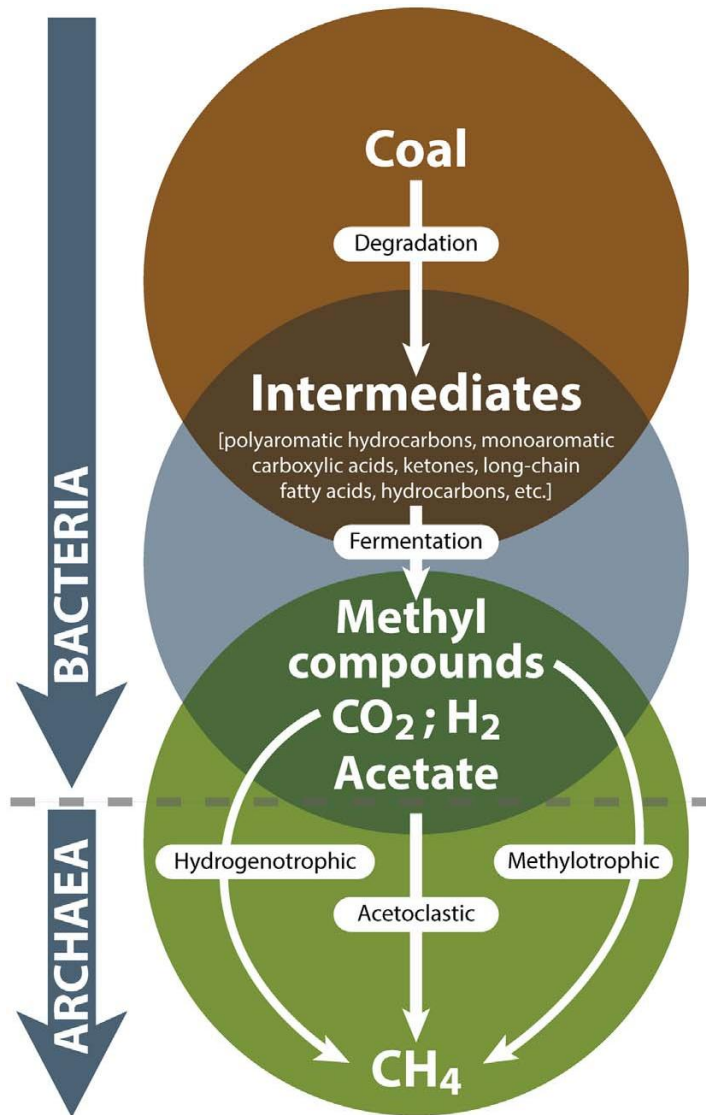 Coal
Degradation
Intermediates
[polyaromatic hydrocarbons, monoaromatic
carboxylic acids, ketones, long-chain
fatty acids, hydrocarbons, etc.]
Fermentation
BACTERIA
Methyl
compounds
CO₂ ; H₂
Acetate
Hydrogenotrophic
Methylotrophic
Acetoclastic
ARCHAEA
CH₄